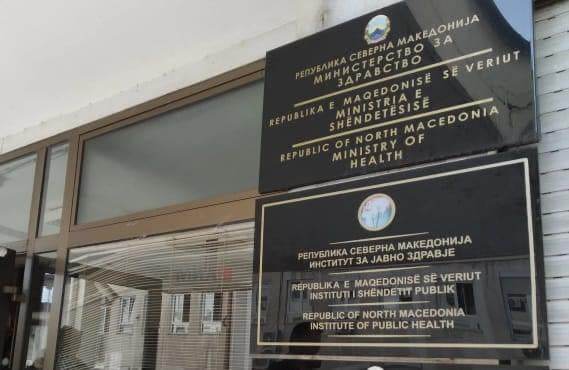 РЕПУБЛИКА СЕВЕРНА МАКЕДОНИЈА
МИНИСТЕРСТВО ЗА
ЗДРАВСТВО
REPUBLIKA E MAQEDONISË SË VERIUT
MINISTRIA E
SHËNDETËSISË
REPUBLIC OF NORTH MACEDONIA
MINISTRY OF
HEALTH
РЕПУБЛИКА СЕВЕРНА МАКЕДОНИЈА
ИНСТИТУТ ЗА ЈАВНО ЗДРАВЈЕ
REPUBLIKA E MAQEDONISË SË VERIUT
INSTITUTI I SHËNDETIT PUBLIK
REPUBLIC OF NORTH MACEDONIA
INSTITUTE OF PUBLIC HEALTH